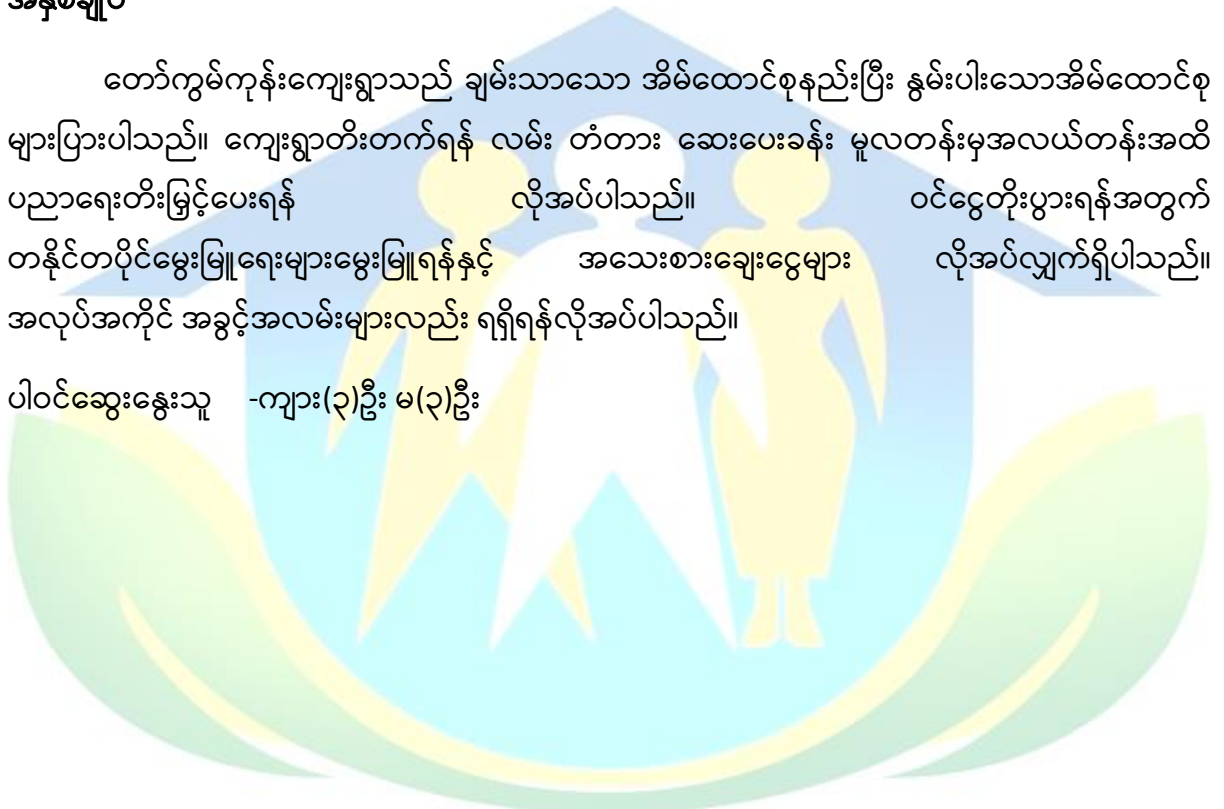 အနှစ်ချုပ်
တော်ကွမ်ကုန်းကျေးရွာသည် ချမ်းသာသော အိမ်ထောင်စုနည်းပြီး နွမ်းပါးသောအိမ်ထောင်စု
များပြားပါသည်။ ကျေးရွာတိုးတက်ရန် လမ်း တံတား ဆေးပေးခန်း မူလတန်းမှအလယ်တန်းအထိ
ပညာရေးတိုးမြှင့်ပေးရန် လိုအပ်ပါသည်။ ဝင်ငွေတိုးပွားရန်အတွက်
တနိုင်တပိုင်မွေးမြူရေးများမွေးမြူရန်နှင့် အသေးစားချေးငွေများ လိုအပ်လျှက်ရှိပါသည်။
အလုပ်အကိုင် အခွင့်အလမ်းများလည်း ရရှိရန်လိုအပ်ပါသည်။
ပါဝင်ဆွေးနွေးသူ -ကျား(၃)ဦး မ(၃)ဦး